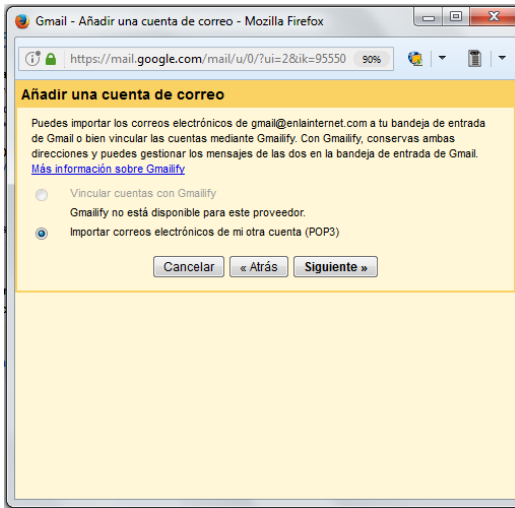 Gmail - Añadir una cuenta de correo - Mozilla Firefox
https://mail.google.com/mail/u/0/?ui=2&ik=95550 90%
Añadir una cuenta de correo
Puedes importar los correos electrónicos de gmail@enlainternet.com a tu bandeja de entrada
de Gmail o bien vincular las cuentas mediante Gmailify. Con Gmailify, conservas ambas
direcciones y puedes gestionar los mensajes de las dos en la bandeja de entrada de Gmail.
Más información sobre Gmailify
Vincular cuentas con Gmailify
Gmailify no está disponible para este proveedor.
Importar correos electrónicos de mi otra cuenta (POP3)
Cancelar « Atrás Siguiente »